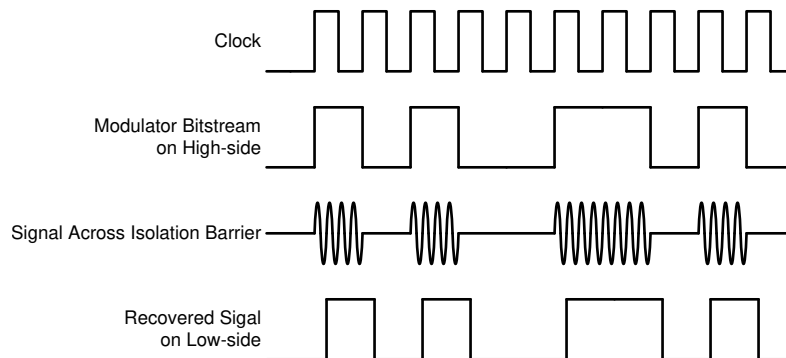 Clock
Modulator Bitstream
on High-side
Signal Across Isolation Barrier
Recovered Sigal
on Low-side